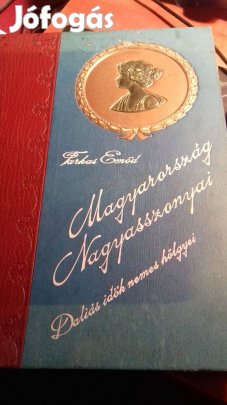 Jófogás
Farkas Emőd
Magyarország
Nagyasszonyai
Daliás idők nemes hölgyei